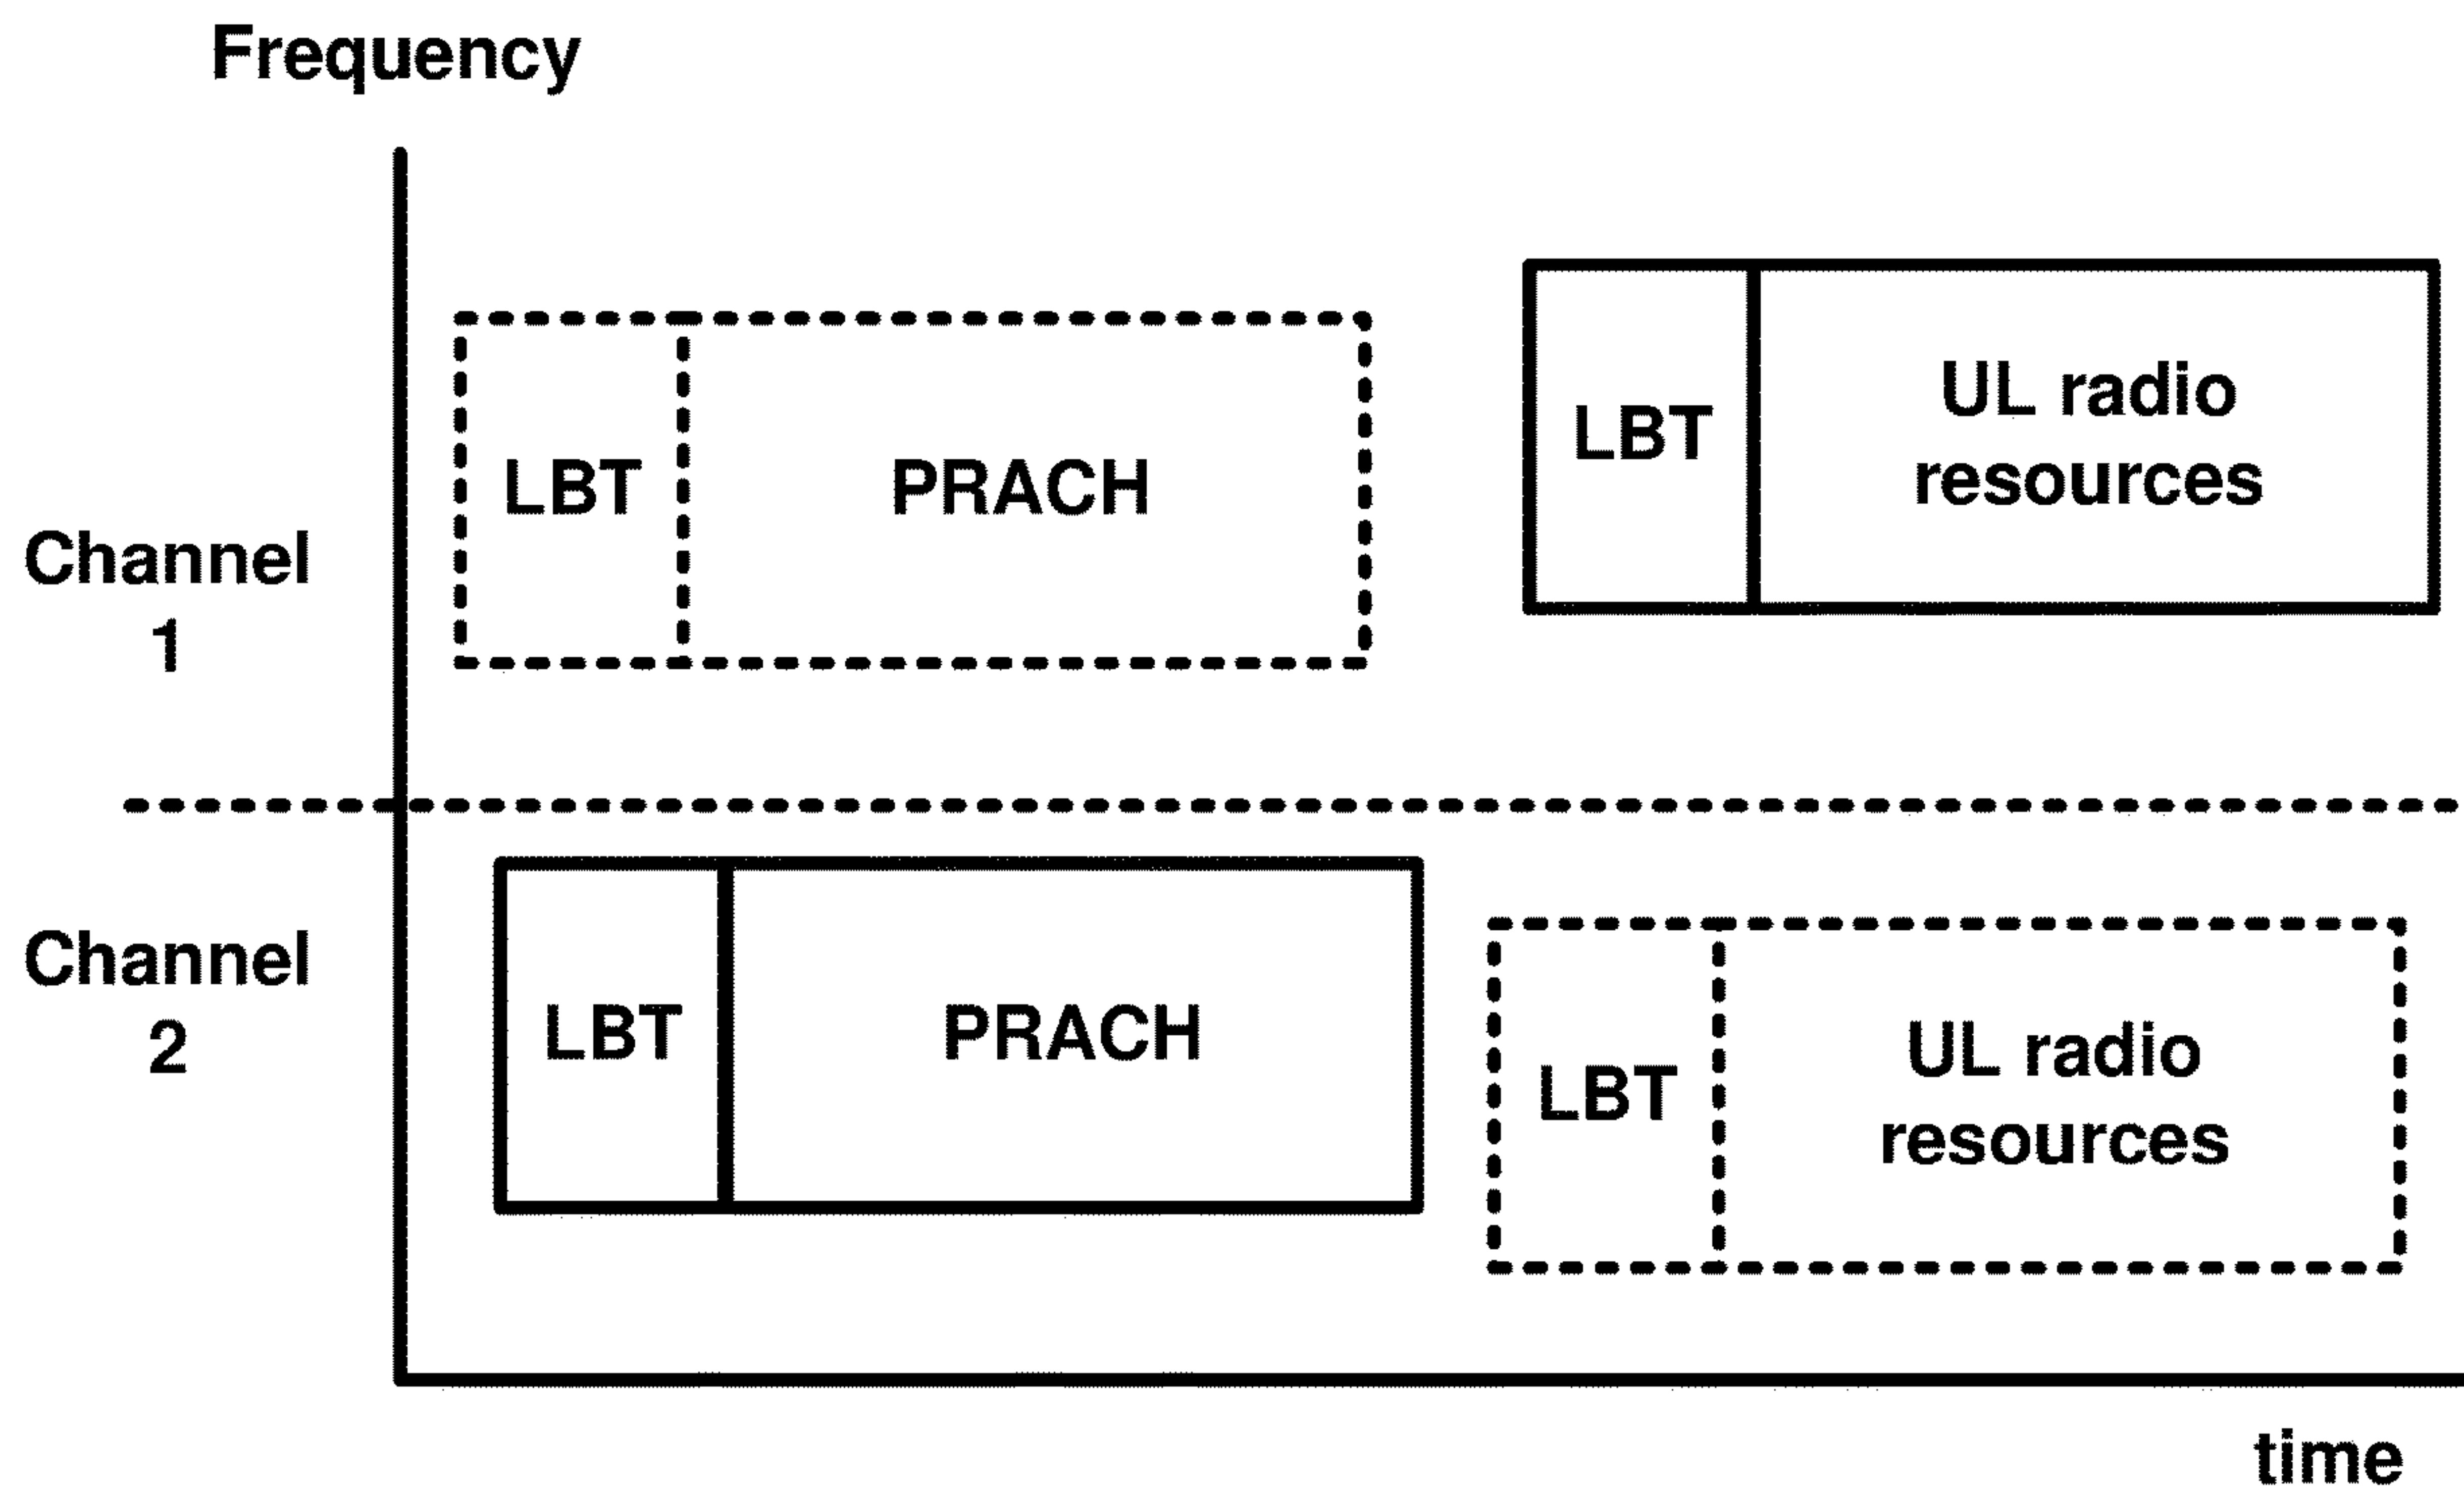 Frequency
Channel
1
LBT
PRACH
LBT
UL radio
resources
Channel
2
LBT
PRACH
LBT
UL radio
resources
time